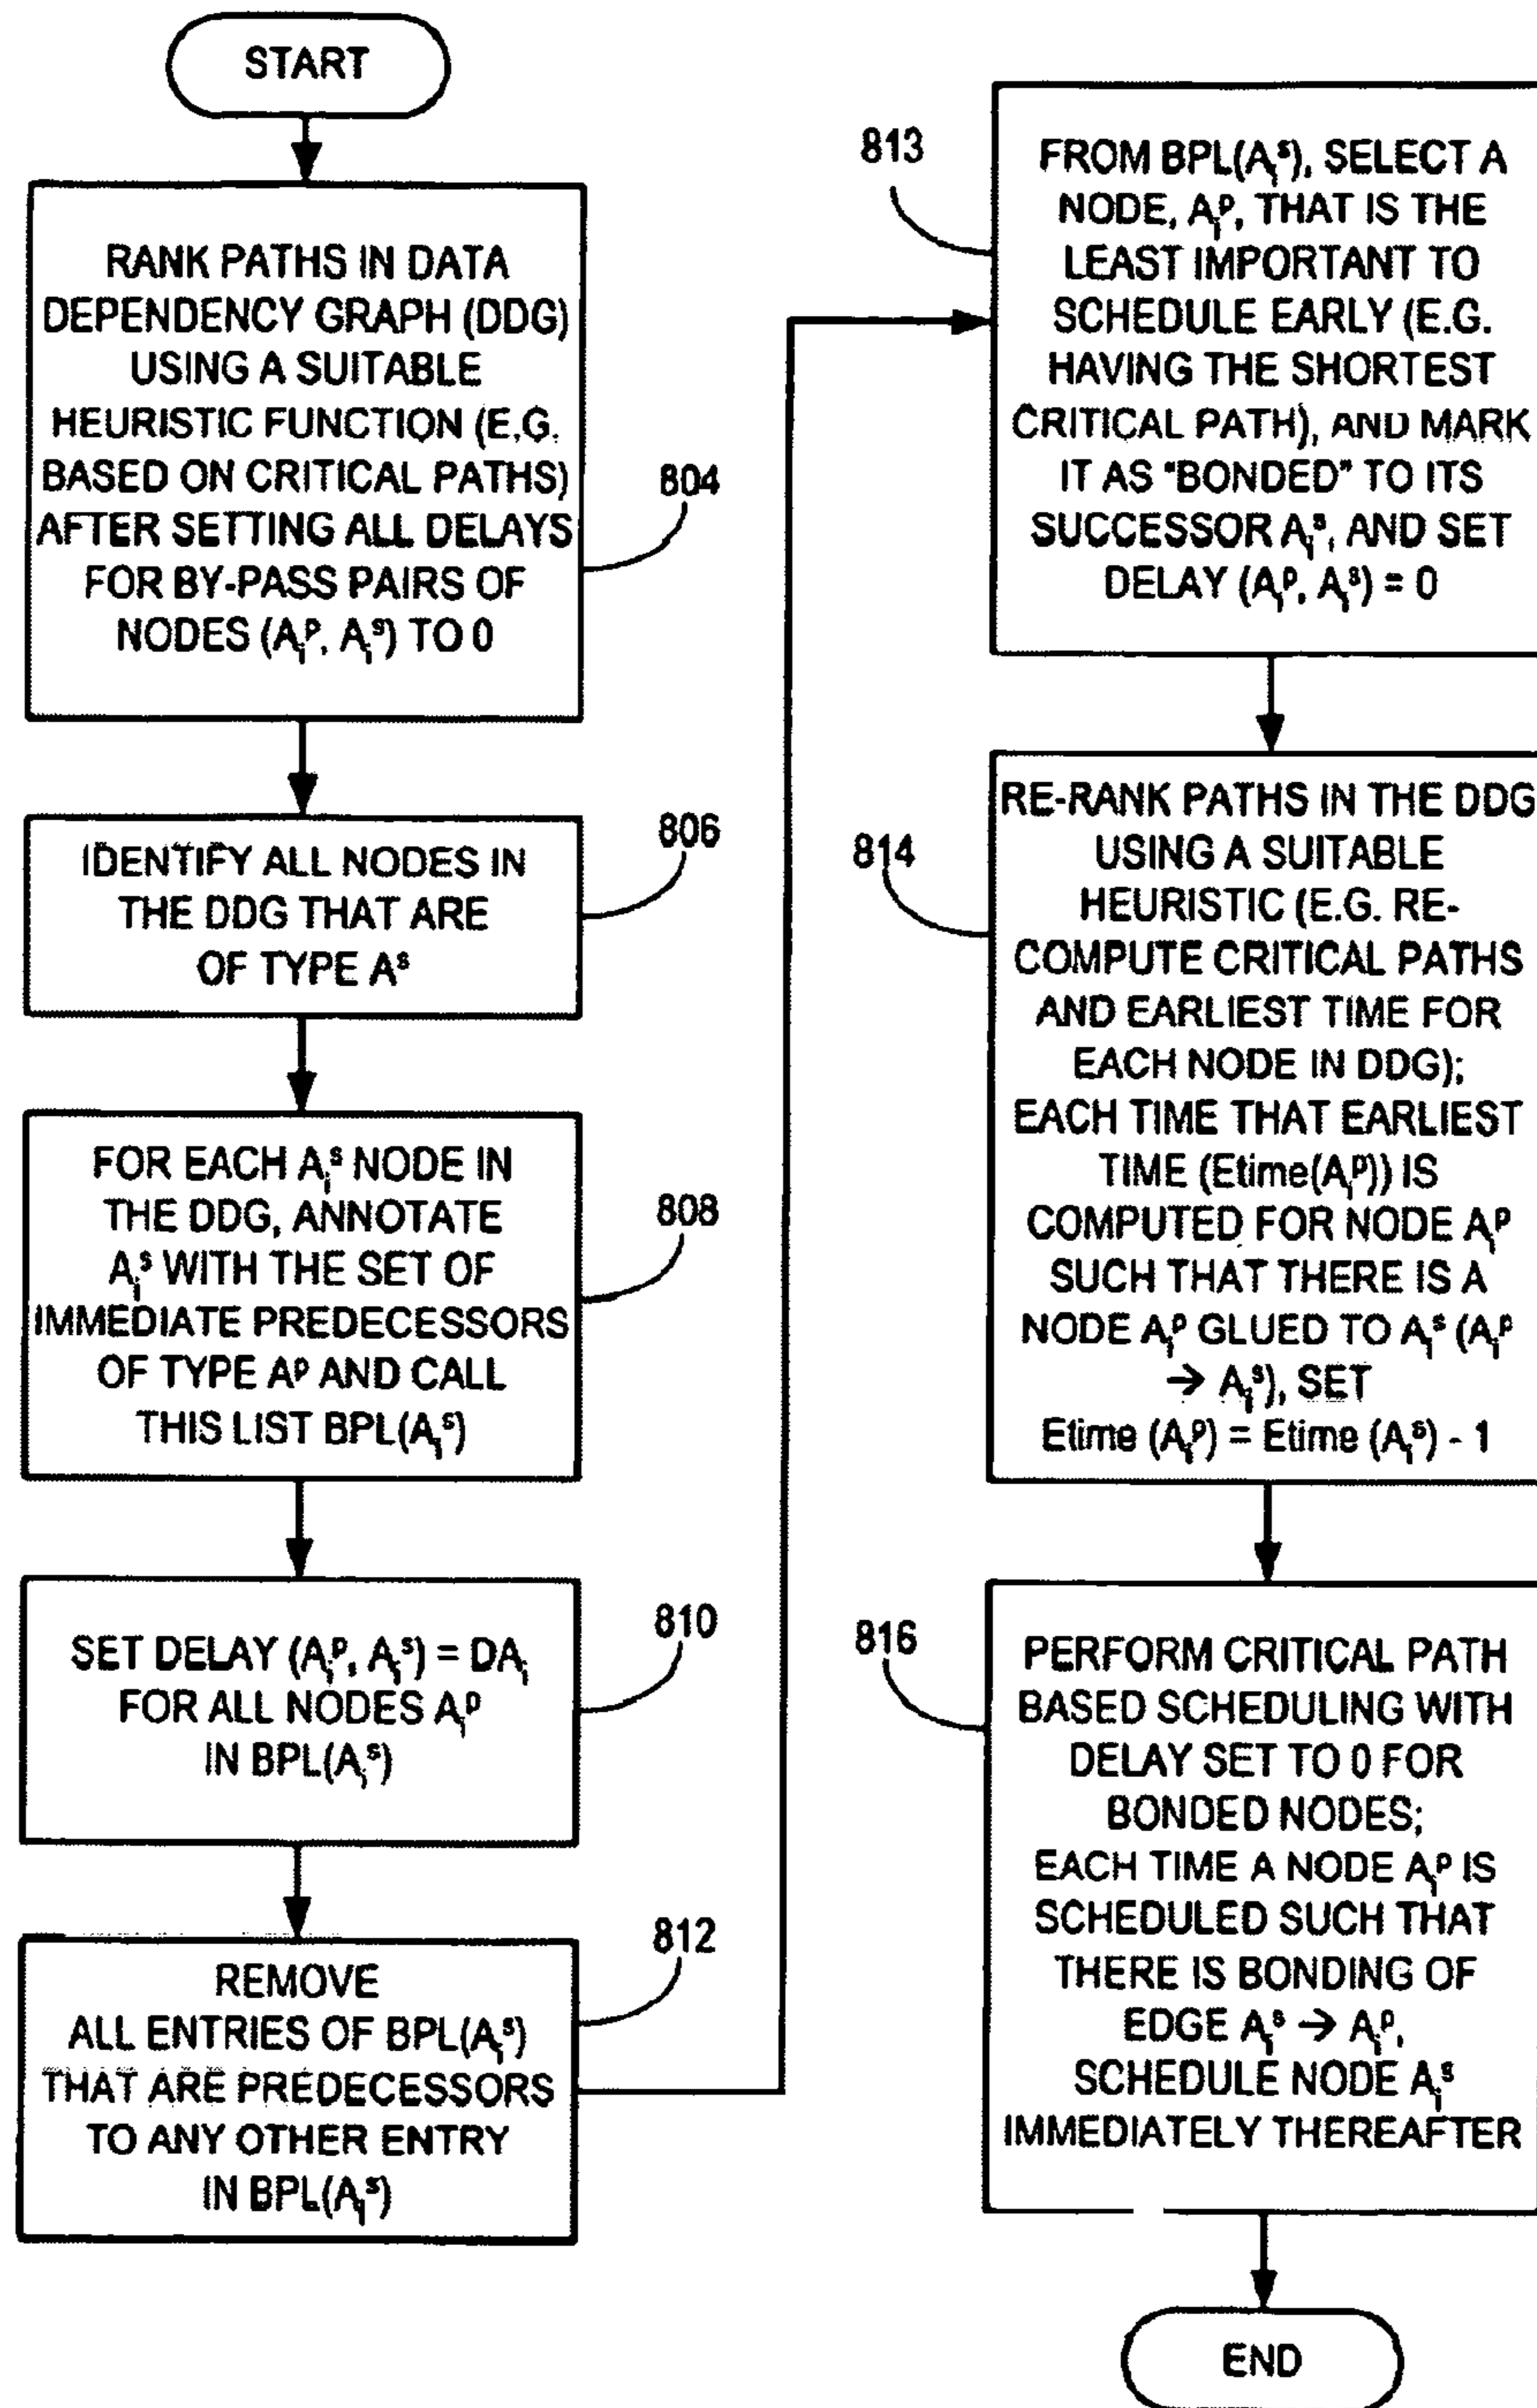 START
RANK PATHS IN DATA
DEPENDENCY GRAPH (DDG)
USING A SUITABLE
HEURISTIC FUNCTION (E.G.
BASED ON CRITICAL PATHS)
AFTER SETTING ALL DELAYS
FOR BY-PASS PAIRS OF
NODES (Aᵢᵖ, Aᵢˢ) TO 0
804
IDENTIFY ALL NODES IN
THE DDG THAT ARE
OF TYPE Aˢ
806
FOR EACH Aᵢˢ NODE IN
THE DDG, ANNOTATE
Aᵢˢ WITH THE SET OF
IMMEDIATE PREDECESSORS
OF TYPE Aᵖ AND CALL
THIS LIST BPL(Aᵢˢ)
808
SET DELAY (Aᵢᵖ, Aᵢˢ) = DAᵢ
FOR ALL NODES Aᵢᵖ
IN BPL(Aᵢˢ)
810
REMOVE
ALL ENTRIES OF BPL(Aᵢˢ)
THAT ARE PREDECESSORS
TO ANY OTHER ENTRY
IN BPL(Aᵢˢ)
812
813
FROM BPL(Aᵢˢ), SELECT A
NODE, Aᵢᵖ, THAT IS THE
LEAST IMPORTANT TO
SCHEDULE EARLY (E.G.
HAVING THE SHORTEST
CRITICAL PATH), AND MARK
IT AS "BONDED" TO ITS
SUCCESSOR Aᵢˢ, AND SET
DELAY (Aᵢᵖ, Aᵢˢ) = 0
814
RE-RANK PATHS IN THE DDG
USING A SUITABLE
HEURISTIC (E.G. RE-
COMPUTE CRITICAL PATHS
AND EARLIEST TIME FOR
EACH NODE IN DDG);
EACH TIME THAT EARLIEST
TIME (Etime(Aᵢᵖ)) IS
COMPUTED FOR NODE Aᵢᵖ
SUCH THAT THERE IS A
NODE Aᵢᵖ GLUED TO Aᵢˢ (Aᵢᵖ
→ Aᵢˢ), SET
Etime (Aᵢᵖ) = Etime (Aᵢˢ) - 1
816
PERFORM CRITICAL PATH
BASED SCHEDULING WITH
DELAY SET TO 0 FOR
BONDED NODES;
EACH TIME A NODE Aᵢᵖ IS
SCHEDULED SUCH THAT
THERE IS BONDING OF
EDGE Aᵢˢ → Aᵢᵖ,
SCHEDULE NODE Aᵢˢ
IMMEDIATELY THEREAFTER
END